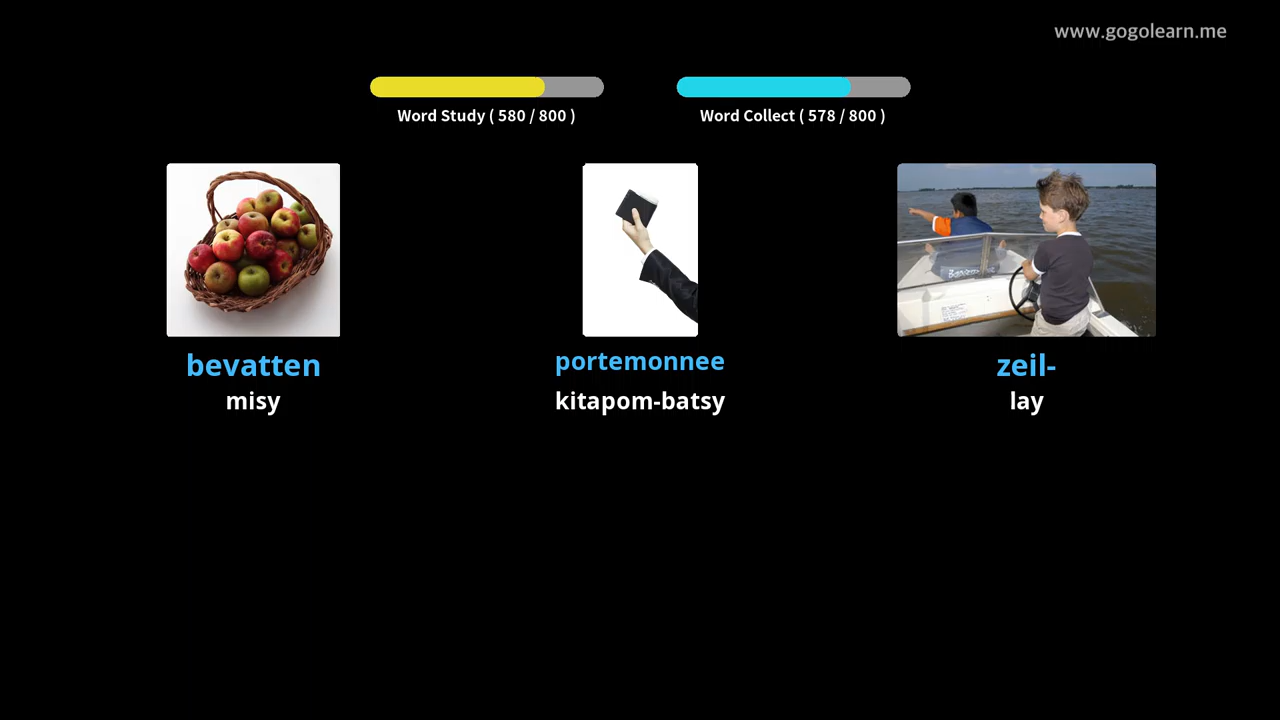 www.gogolearn.me
Word Study ( 580 / 800 )
Word Collect ( 578 / 800 )
bevatten
misy
portemonnee
kitapom-batsy
zeil-
lay